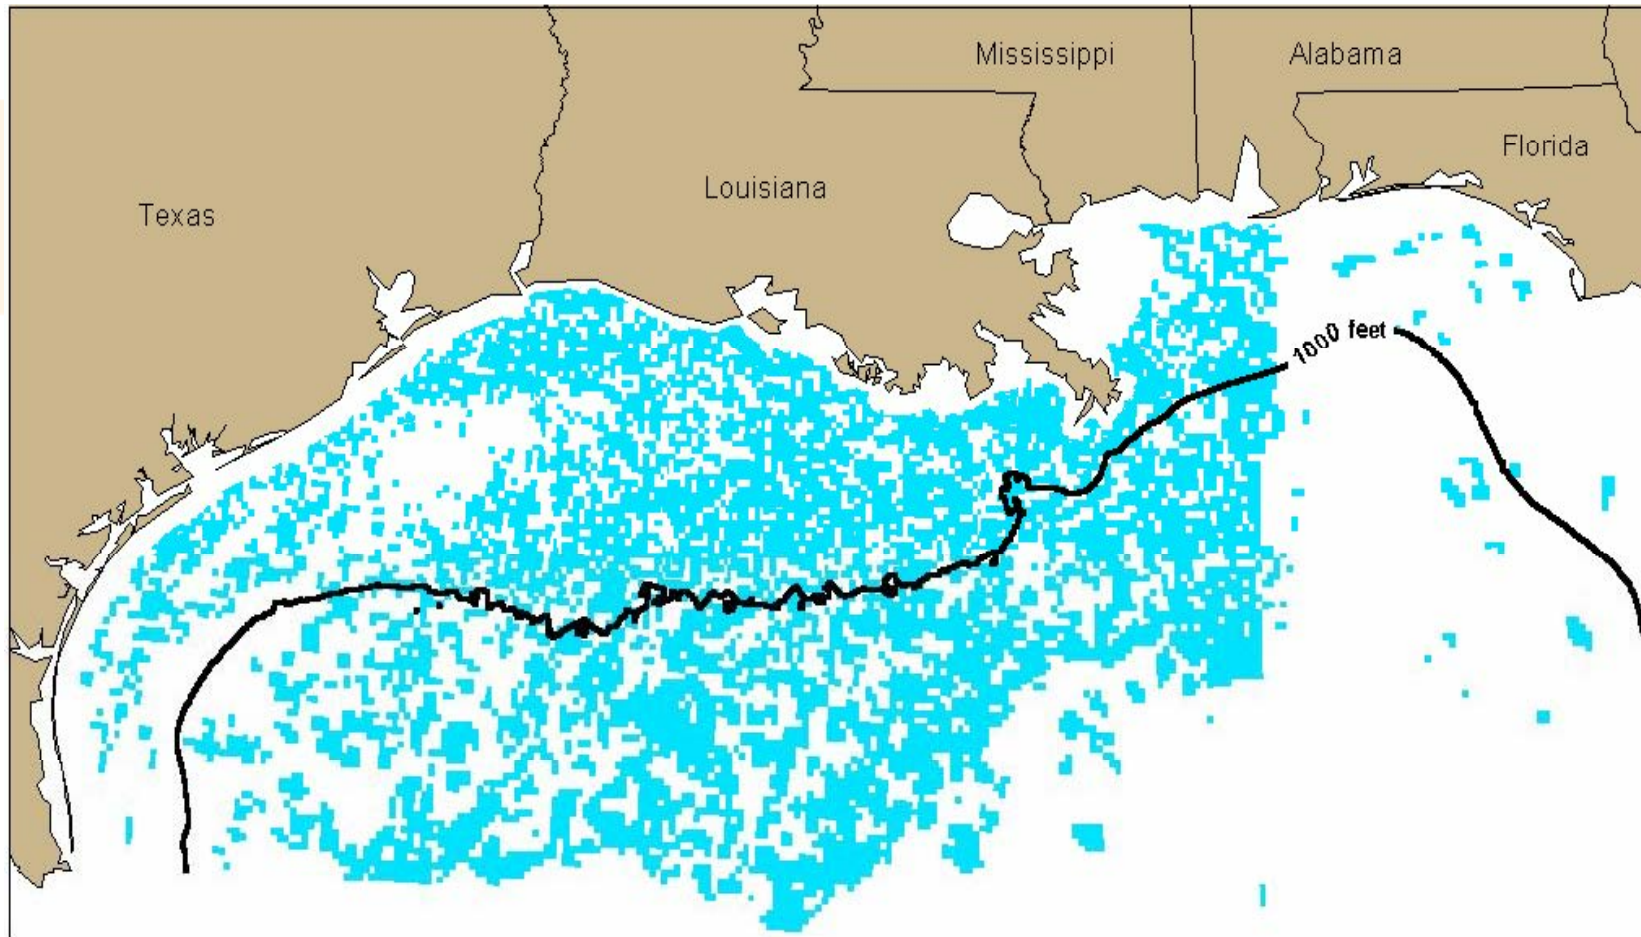 Mississippi
Alabama
Florida
Louisiana
Texas
1000 feet